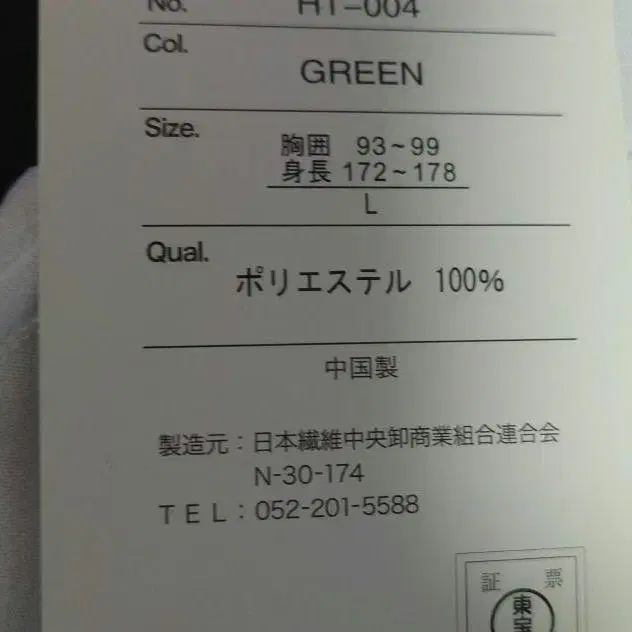 No. HT-004
Col.
GREEN
Size.
胸囲 93~99
身長 172~178
L
Qual.
ポリエステル 100%
中国製
製造元:日本繊維中央卸商業組合連合会
N-30-174
TEL:052-201-5588
証 票
東宝